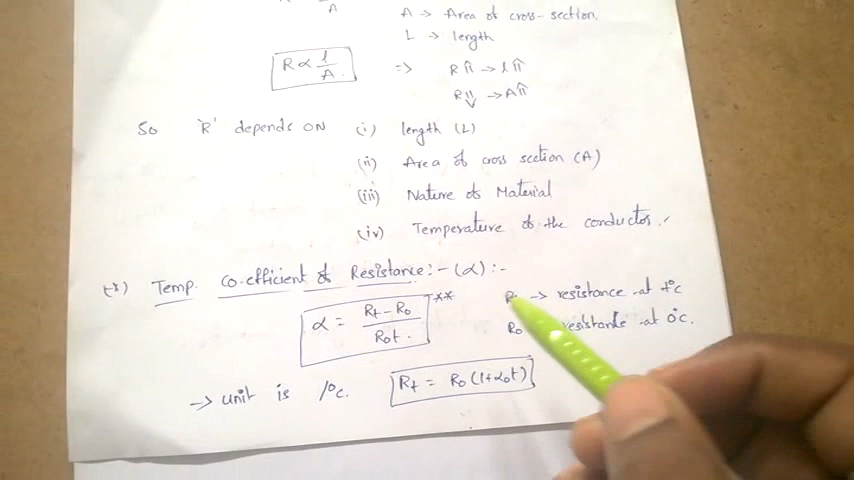 A
A → Area of cross-section.
L → length
R ∝ l/A. => R ⇈ → l ⇈
R ⇊ → A ⇈
So 'R' depends ON (i) length (L)
(ii) Area of cross section (A)
(iii) Nature of Material
(iv) Temperature of the conductor.
(*) Temp. Co-efficient of Resistance:- (α):-
α = Rt - R0 / R0t. ** → resistance at t°c
R0 resistance at 0°c.
→ unit is /°c. Rt = R0 (1+α0t)